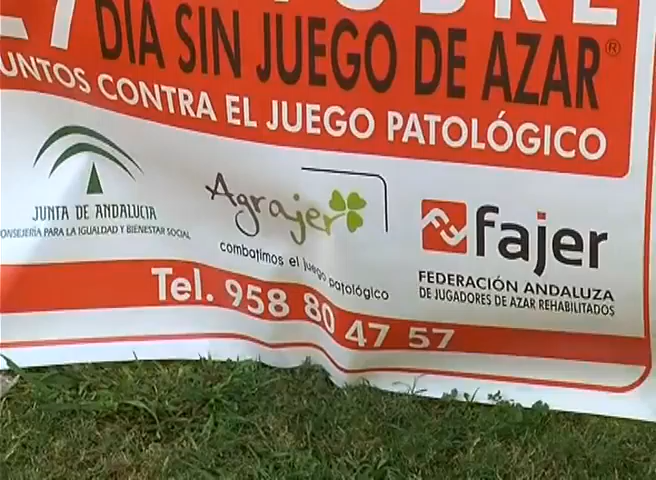 DÍA SIN JUEGO DE AZAR®
UNTOS CONTRA EL JUEGO PATOLÓGICO
JUNTA DE ANDALUCIA
ONSEJERÍA PARA LA IGUALDAD Y BIENESTAR SOCIAL
Agrajer
combatimos el juego patológico
fajer
FEDERACIÓN ANDALUZA
DE JUGADORES DE AZAR REHABILITADOS
Tel. 958 80 47 57